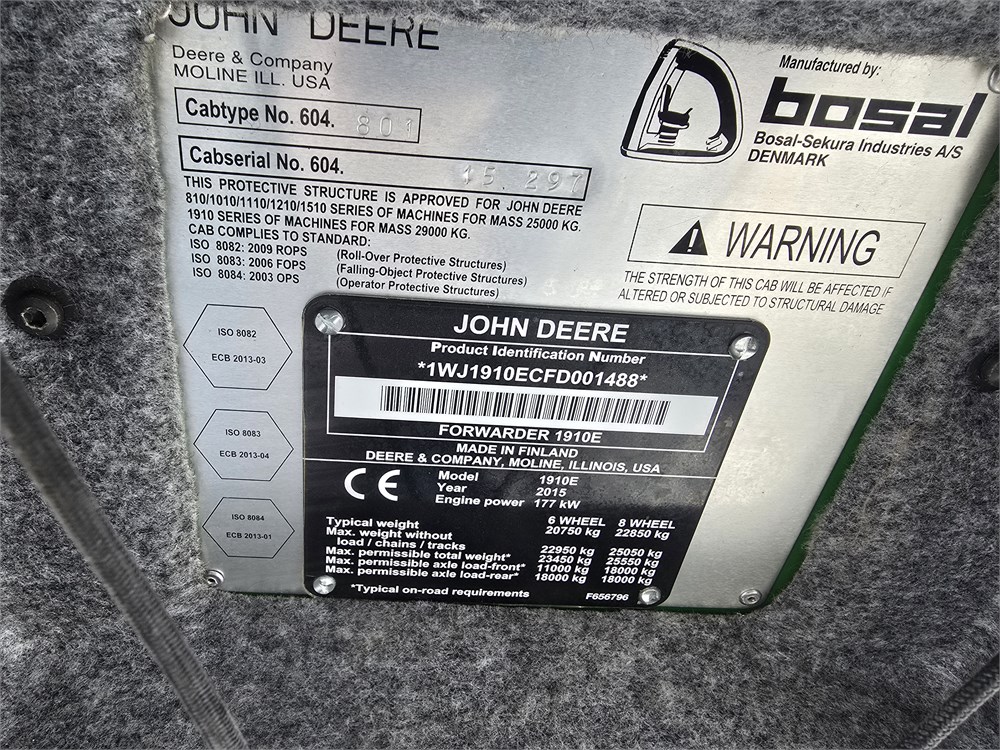 JOHN DEERE
Deere & Company
MOLINE ILL. USA
Cabtype No. 604. 801
Cabserial No. 604. 15.297
THIS PROTECTIVE STRUCTURE IS APPROVED FOR JOHN DEERE
810/1010/1110/1210/1510 SERIES OF MACHINES FOR MASS 25000 KG.
1910 SERIES OF MACHINES FOR MASS 29000 KG.
CAB COMPLIES TO STANDARD:
ISO 8082: 2009 ROPS (Roll-Over Protective Structures)
ISO 8083: 2006 FOPS (Falling-Object Protective Structures)
ISO 8084: 2003 OPS (Operator Protective Structures)
Manufactured by:
bosal
Bosal-Sekura Industries A/S
DENMARK
WARNING
THE STRENGTH OF THIS CAB WILL BE AFFECTED IF
ALTERED OR SUBJECTED TO STRUCTURAL DAMAGE
ISO 8082
ECB 2013-03
ISO 8083
ECB 2013-04
ISO 8084
ECB 2013-01
JOHN DEERE
Product Identification Number
*1WJ1910ECFD001488*
FORWARDER 1910E
MADE IN FINLAND
DEERE & COMPANY, MOLINE, ILLINOIS, USA
CE
Model 1910E
Year 2015
Engine power 177 kW
6 WHEEL 8 WHEEL
Typical weight 20750 kg 22850 kg
Max. weight without
load / chains / tracks 22950 kg 25050 kg
Max. permissible total weight* 23450 kg 25550 kg
Max. permissible axle load-front* 11000 kg 18000 kg
Max. permissible axle load-rear* 18000 kg 18000 kg
*Typical on-road requirements F656796